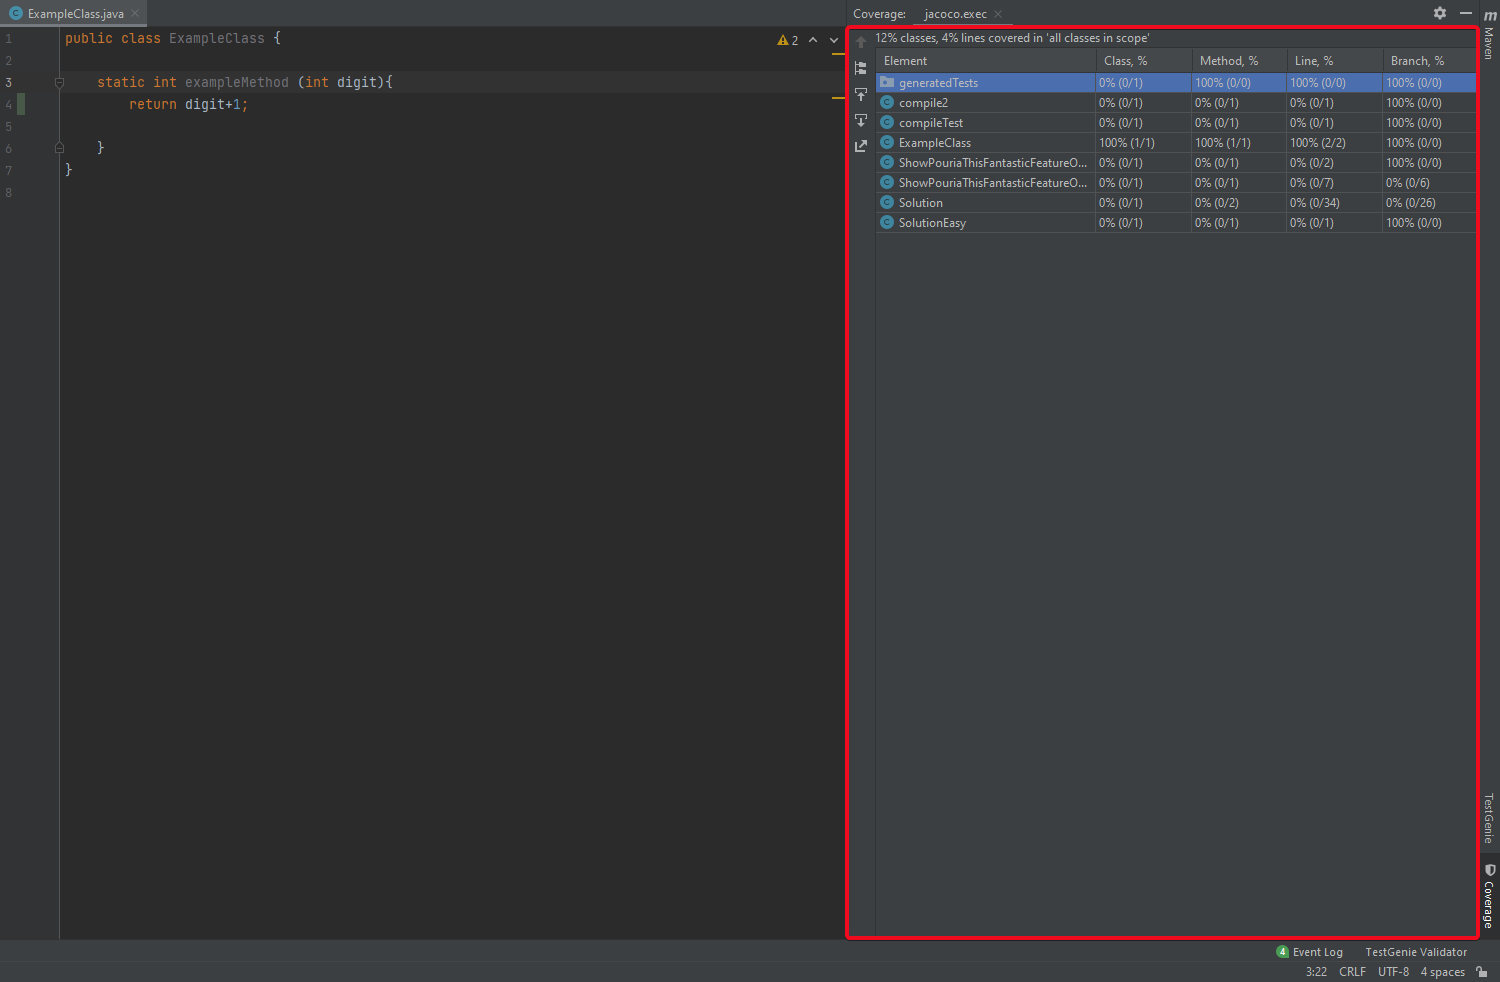 ExampleClass.java
1 public class ExampleClass {
2
3 static int exampleMethod (int digit){
4 return digit+1;
5
6 }
7 }
8
2
Coverage: jacoco.exec
12% classes, 4% lines covered in 'all classes in scope'
Element Class, % Method, % Line, % Branch, %
generatedTests 0% (0/1) 100% (0/0) 100% (0/0) 100% (0/0)
compile2 0% (0/1) 0% (0/1) 0% (0/1) 100% (0/0)
compileTest 0% (0/1) 0% (0/1) 0% (0/1) 100% (0/0)
ExampleClass 100% (1/1) 100% (1/1) 100% (2/2) 100% (0/0)
ShowPouriaThisFantasticFeatureO... 0% (0/1) 0% (0/1) 0% (0/2) 100% (0/0)
ShowPouriaThisFantasticFeatureO... 0% (0/1) 0% (0/1) 0% (0/7) 0% (0/6)
Solution 0% (0/1) 0% (0/2) 0% (0/34) 0% (0/26)
SolutionEasy 0% (0/1) 0% (0/1) 0% (0/1) 100% (0/0)
m Maven
TestGenie
Coverage
4 Event Log TestGenie Validator
3:22 CRLF UTF-8 4 spaces